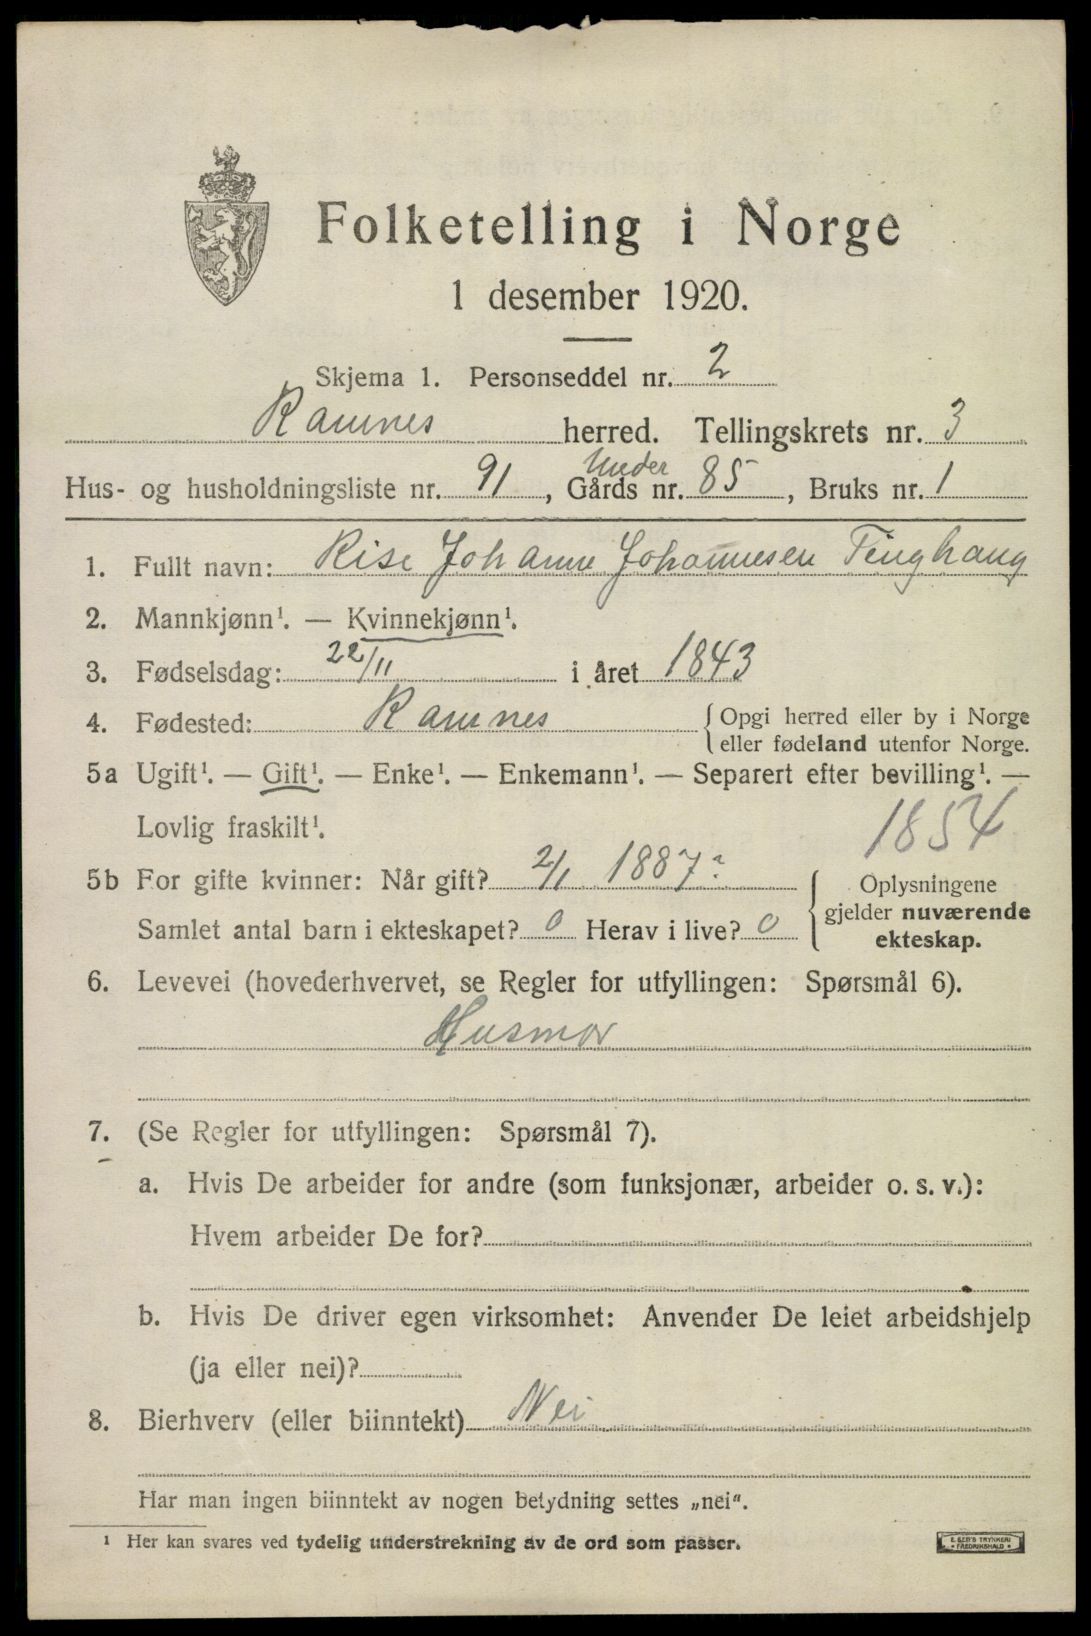 Folketelling i Norge
1 desember 1920.
Skjema 1. Personseddel nr. 2
Ramnes herred. Tellingskrets nr. 3
Under
Hus- og husholdningsliste nr. 91, Gårds nr. 85, Bruks nr. 1
1. Fullt navn: Rise Johanne Johannesen Tinghaug
2. Mannkjønn¹. — Kvinnekjønn¹.
3. Fødselsdag: 22/11 i året 1843
4. Fødested: Ramnes { Opgi herred eller by i Norge
eller fødeland utenfor Norge.
5a Ugift¹. — Gift¹. — Enke¹. — Enkemann¹. — Separert efter bevilling¹. —
Lovlig fraskilt¹. 1854
5b For gifte kvinner: Når gift? 2/1 1887? { Oplysningene
gjelder nuværende
Samlet antal barn i ekteskapet? 0 Herav i live? 0 ekteskap.
6. Levevei (hovederhvervet, se Regler for utfyllingen: Spørsmål 6).
Husmor
7. (Se Regler for utfyllingen: Spørsmål 7).
a. Hvis De arbeider for andre (som funksjonær, arbeider o. s. v.):
Hvem arbeider De for?
b. Hvis De driver egen virksomhet: Anvender De leiet arbeidshjelp
(ja eller nei)?
8. Bierhverv (eller biinntekt) Nei
Har man ingen biinntekt av nogen betydning settes „nei“.
¹ Her kan svares ved tydelig understrekning av de ord som passer.
E. SEM'S TRYKKERI
FREDRIKSHALD